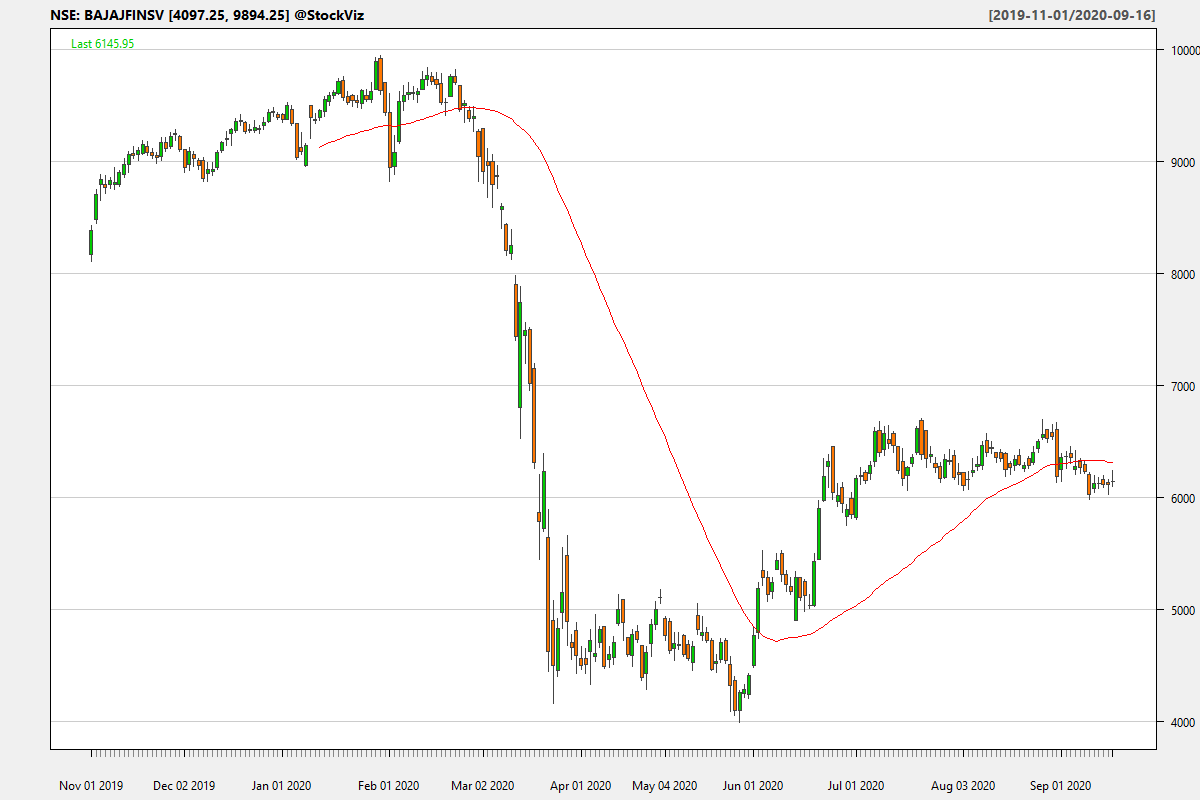 NSE: BAJAJFINSV [4097.25, 9894.25] @StockViz [2019-11-01/2020-09-16]
Last 6145.95
10000
9000
8000
7000
6000
5000
4000
Nov 01 2019 Dec 02 2019 Jan 01 2020 Feb 01 2020 Mar 02 2020 Apr 01 2020 May 04 2020 Jun 01 2020 Jul 01 2020 Aug 03 2020 Sep 01 2020